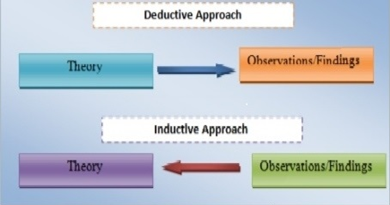 Deductive Approach
Theory
Observations/Findings
Inductive Approach
Theory
Observations/Findings